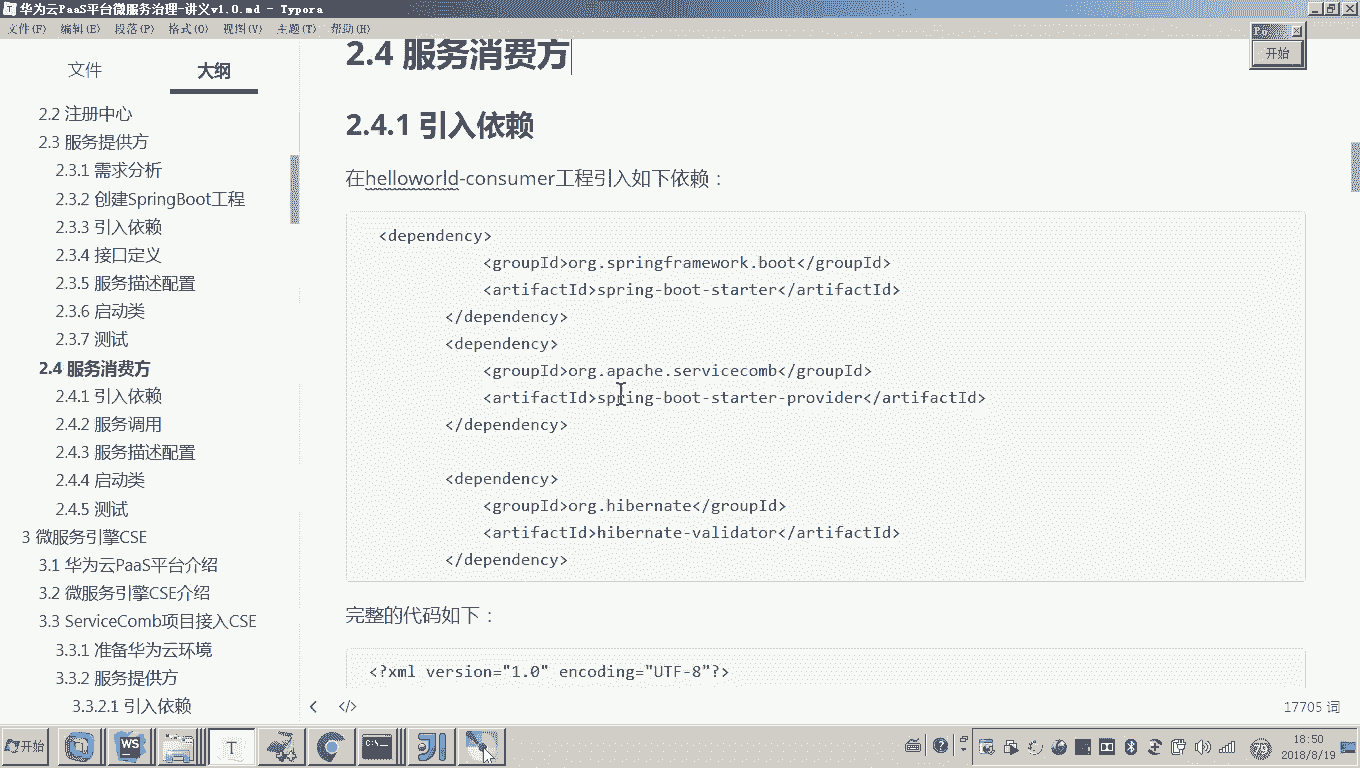 华为云PaaS平台微服务治理-讲义v1.0.md - Typora
文件(F) 编辑(E) 段落(P) 格式(O) 视图(V) 主题(T) 帮助(H)
开始
文件 大纲
2.2 注册中心
2.3 服务提供方
2.3.1 需求分析
2.3.2 创建SpringBoot工程
2.3.3 引入依赖
2.3.4 接口定义
2.3.5 服务描述配置
2.3.6 启动类
2.3.7 测试
2.4 服务消费方
2.4.1 引入依赖
2.4.2 服务调用
2.4.3 服务描述配置
2.4.4 启动类
2.4.5 测试
3 微服务引擎CSE
3.1 华为云PaaS平台介绍
3.2 微服务引擎CSE介绍
3.3 ServiceComb项目接入CSE
3.3.1 准备华为云环境
3.3.2 服务提供方
3.3.2.1 引入依赖
2.4 服务消费方
2.4.1 引入依赖
在helloworld-consumer工程引入如下依赖：
<dependency>
<groupId>org.springframework.boot</groupId>
<artifactId>spring-boot-starter</artifactId>
</dependency>
<dependency>
<groupId>org.apache.servicecomb</groupId>
<artifactId>spring-boot-starter-provider</artifactId>
</dependency>
<dependency>
<groupId>org.hibernate</groupId>
<artifactId>hibernate-validator</artifactId>
</dependency>
完整的代码如下：
<?xml version="1.0" encoding="UTF-8"?>
17705 词
开始
WS
T
79
18:50
2018/8/19